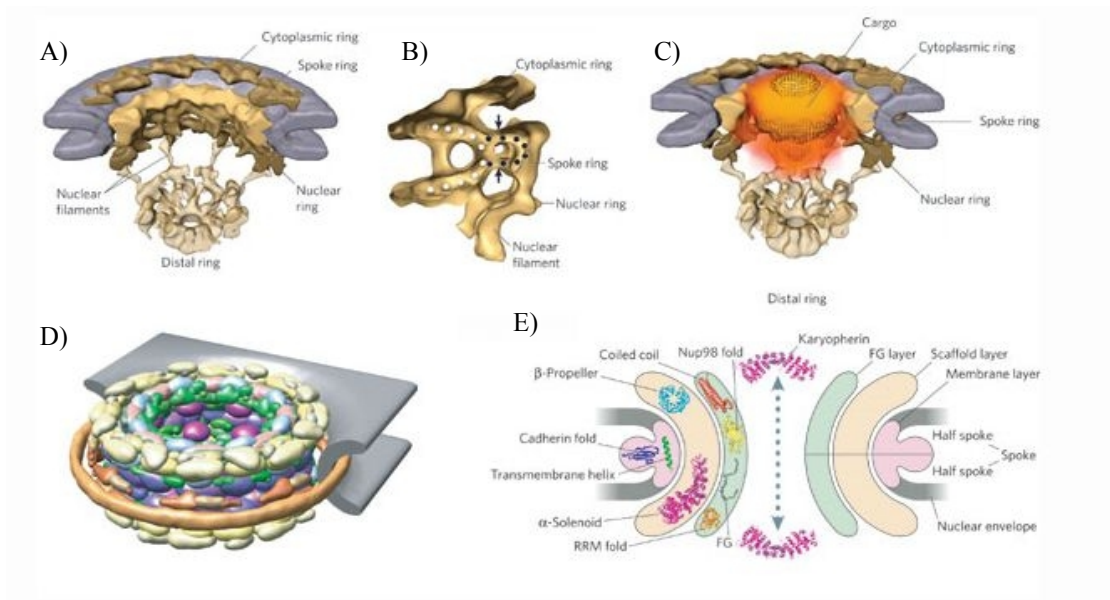 A)
Cytoplasmic ring
Spoke ring
Nuclear
filaments
Nuclear
ring
Distal ring
B)
Cytoplasmic ring
Spoke ring
Nuclear ring
Nuclear
filament
C)
Cargo
Cytoplasmic ring
Spoke ring
Nuclear ring
Distal ring
D)
E)
Karyopherin
Coiled coil
Nup98 fold
FG layer
Scaffold layer
β-Propeller
Membrane layer
Cadherin fold
Half spoke
Spoke
Transmembrane helix
Half spoke
α-Solenoid
Nuclear envelope
RRM fold
FG